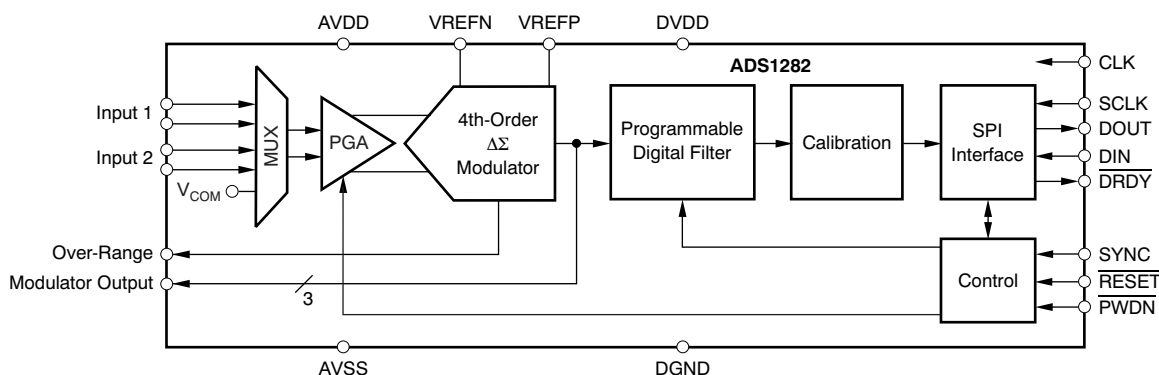 AVDD
VREFN
VREFP
DVDD
ADS1282
CLK
Input 1
Input 2
MUX
PGA
4th-Order
ΔΣ
Modulator
Programmable
Digital Filter
Calibration
SPI
Interface
SCLK
DOUT
DIN
DRDY
VCOM
Over-Range
Modulator Output
3
Control
SYNC
RESET
PWDN
AVSS
DGND